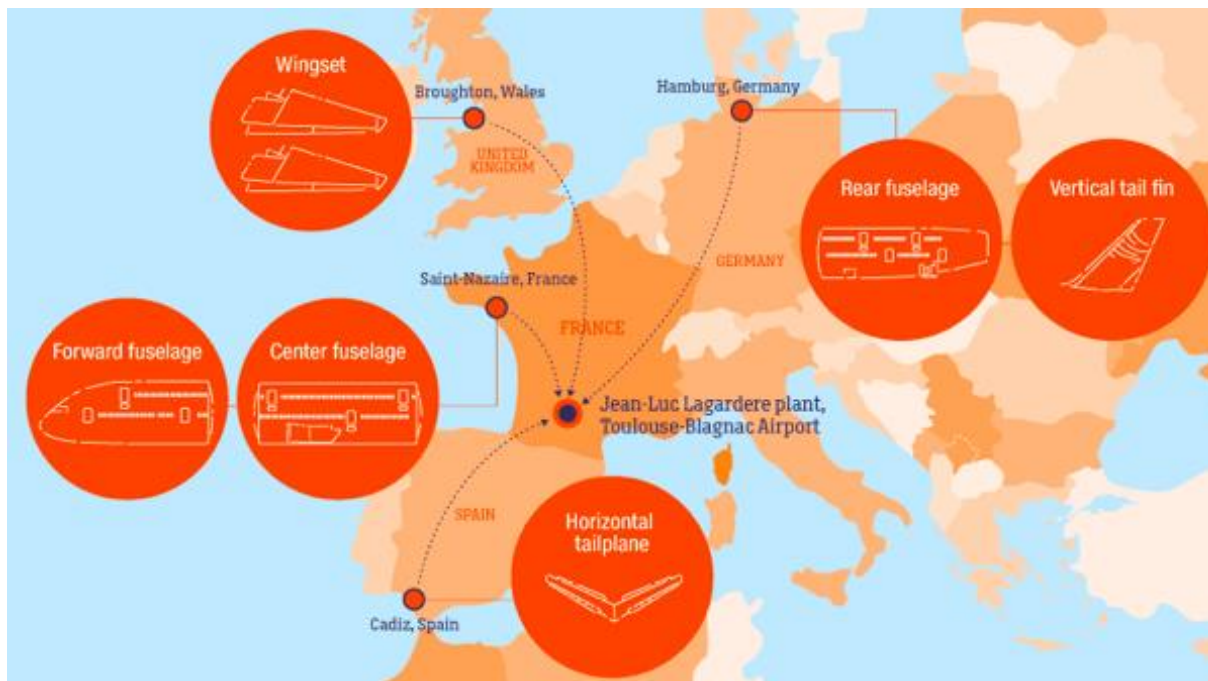 Wingset
Broughton, Wales
Hamburg, Germany
UNITED
KINGDOM
Rear fuselage
Vertical tail fin
GERMANY
Saint-Nazaire, France
FRANCE
Forward fuselage
Center fuselage
Jean-Luc Lagardere plant,
Toulouse-Blagnac Airport
SPAIN
Horizontal
tailplane
Cadiz, Spain